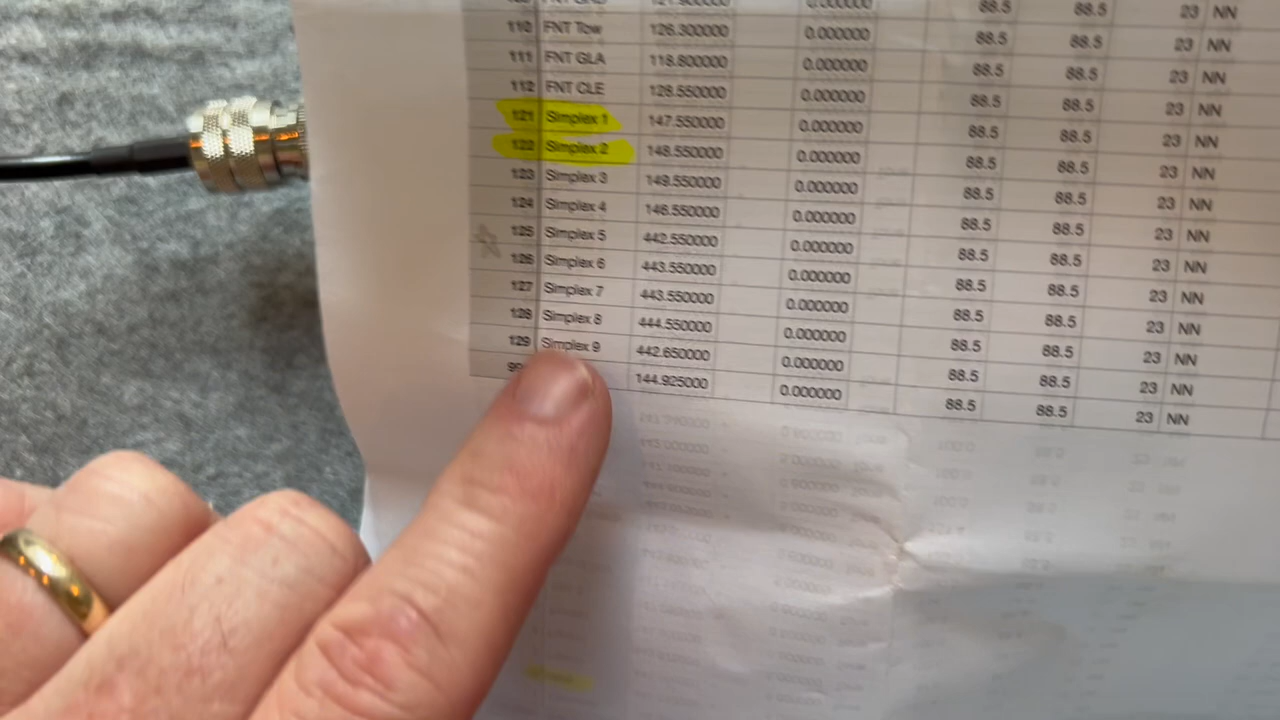 0.000000 88.5 88.5 23 NN
110 FNT Tow 126.300000 0.000000 88.5 88.5 23 NN
111 FNT GLA 118.800000 0.000000 88.5 88.5 23 NN
112 FNT CLE 128.550000 0.000000 88.5 88.5 23 NN
121 Simplex 1 147.550000 0.000000 88.5 88.5 23 NN
122 Simplex 2 148.550000 0.000000 88.5 88.5 23 NN
123 Simplex 3 149.550000 0.000000 88.5 88.5 23 NN
124 Simplex 4 146.550000 0.000000 88.5 88.5 23 NN
125 Simplex 5 442.550000 0.000000 88.5 88.5 23 NN
126 Simplex 6 443.550000 0.000000 88.5 88.5 23 NN
127 Simplex 7 443.550000 0.000000 88.5 88.5 23 NN
128 Simplex 8 444.550000 0.000000 88.5 88.5 23 NN
129 Simplex 9 442.650000 0.000000 88.5 88.5 23 NN
144.925000 0.000000 88.5 88.5 23 NN